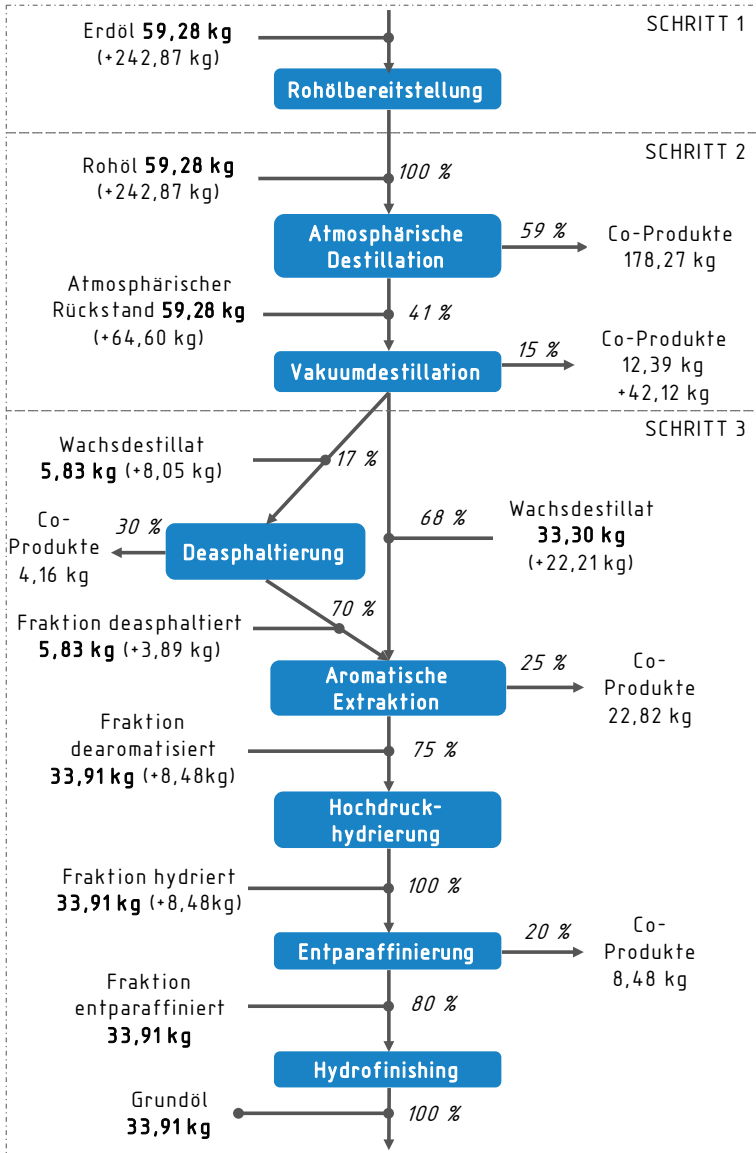 SCHRITT 1
Erdöl 59,28 kg
(+242,87 kg)
Rohölbereitstellung
SCHRITT 2
Rohöl 59,28 kg
(+242,87 kg)
100 %
Atmosphärische
Destillation
59 %
Co-Produkte
178,27 kg
Atmosphärischer
Rückstand 59,28 kg
(+64,60 kg)
41 %
Vakuumdestillation
15 %
Co-Produkte
12,39 kg
+42,12 kg
SCHRITT 3
Wachsdestillat
5,83 kg (+8,05 kg)
17 %
68 %
Wachsdestillat
33,30 kg
(+22,21 kg)
Co-
Produkte
4,16 kg
30 %
Deasphaltierung
70 %
Fraktion deasphaltiert
5,83 kg (+3,89 kg)
Aromatische
Extraktion
25 %
Co-
Produkte
22,82 kg
Fraktion
dearomatisiert
33,91 kg (+8,48kg)
75 %
Hochdruck-
hydrierung
Fraktion hydriert
33,91 kg (+8,48kg)
100 %
Entparaffinierung
20 %
Co-
Produkte
8,48 kg
Fraktion
entparaffiniert
33,91 kg
80 %
Hydrofinishing
Grundöl
33,91 kg
100 %